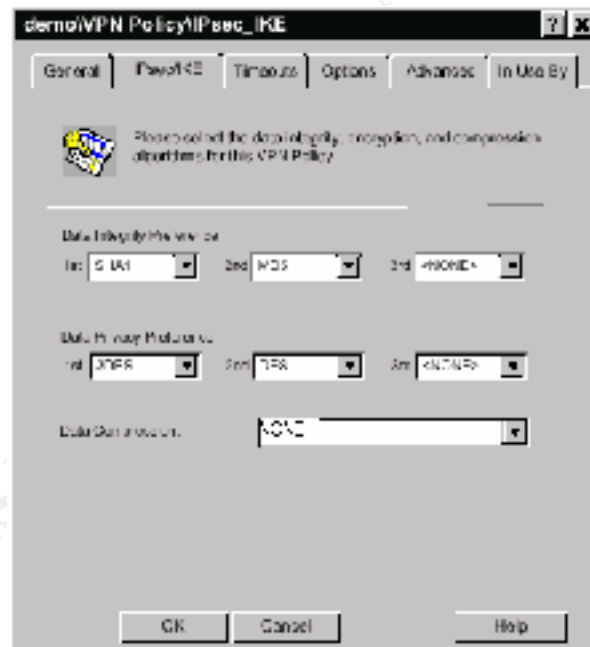 demo\VPN Policy\IPsec_IKE
General IPsec/IKE Timeouts Options Advanced In Use By
Please select the data integrity, encryption, and compression
algorithms for this VPN Policy
Data Integrity Preference
1st SHA1 2nd MD5 3rd <NONE>
Data Privacy Preference
1st 3DES 2nd DES 3rd <NONE>
Data Compression: NONE
OK Cancel Help